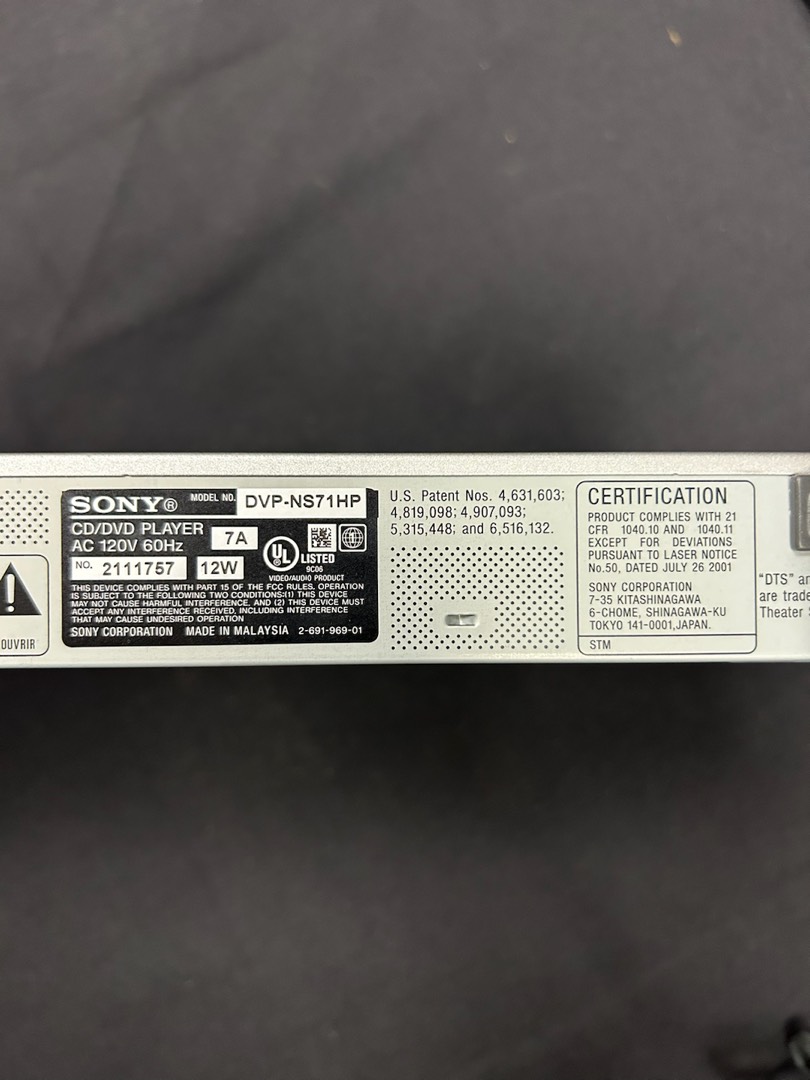 SONY®
MODEL NO. DVP-NS71HP
CD/DVD PLAYER
AC 120V 60Hz
7A
NO. 2111757
12W
UL
LISTED
9C06
VIDEO/AUDIO PRODUCT
THIS DEVICE COMPLIES WITH PART 15 OF THE FCC RULES. OPERATION
IS SUBJECT TO THE FOLLOWING TWO CONDITIONS:(1) THIS DEVICE
MAY NOT CAUSE HARMFUL INTERFERENCE, AND (2) THIS DEVICE MUST
ACCEPT ANY INTERFERENCE RECEIVED, INCLUDING INTERFERENCE
THAT MAY CAUSE UNDESIRED OPERATION
SONY CORPORATION MADE IN MALAYSIA 2-691-969-01
OUVRIR
U.S. Patent Nos. 4,631,603;
4,819,098; 4,907,093;
5,315,448; and 6,516,132.
CERTIFICATION
PRODUCT COMPLIES WITH 21
CFR 1040.10 AND 1040.11
EXCEPT FOR DEVIATIONS
PURSUANT TO LASER NOTICE
No.50, DATED JULY 26 2001
SONY CORPORATION
7-35 KITASHINAGAWA
6-CHOME, SHINAGAWA-KU
TOKYO 141-0001,JAPAN.
STM
"DTS" an
are trade
Theater S